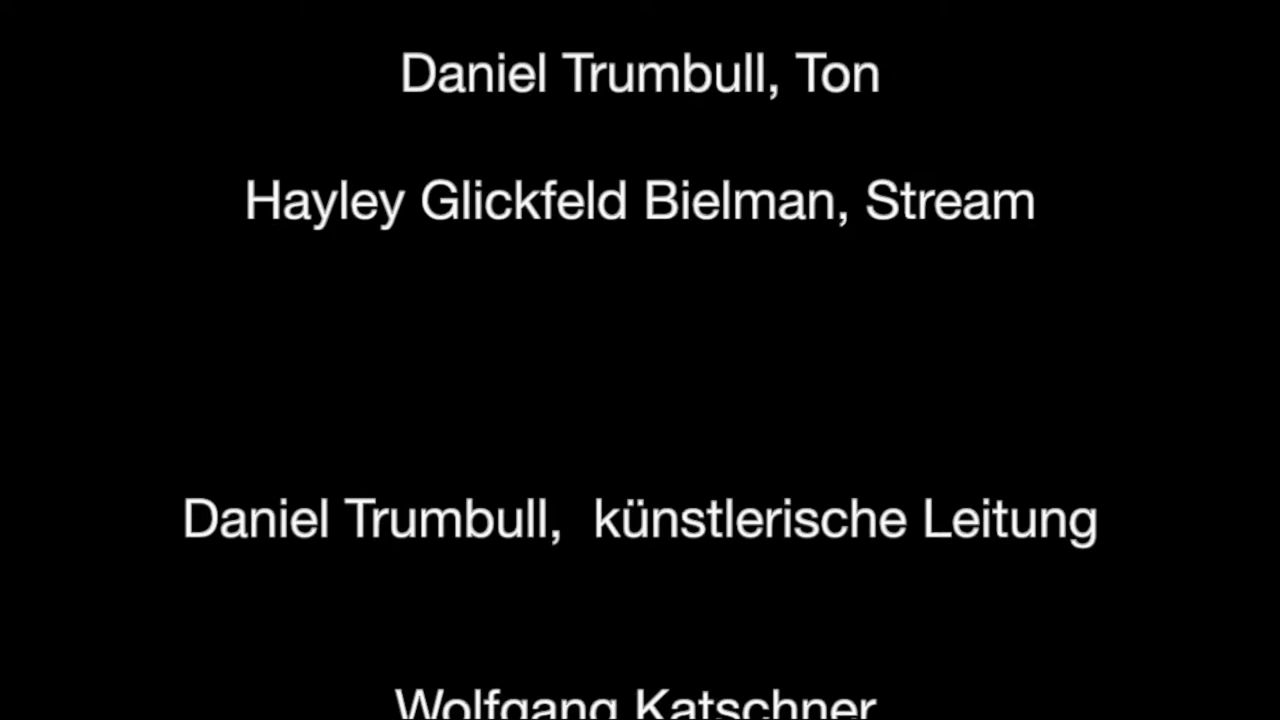 Daniel Trumbull, Ton
Hayley Glickfeld Bielman, Stream
Daniel Trumbull, künstlerische Leitung
Wolfgang Katschner